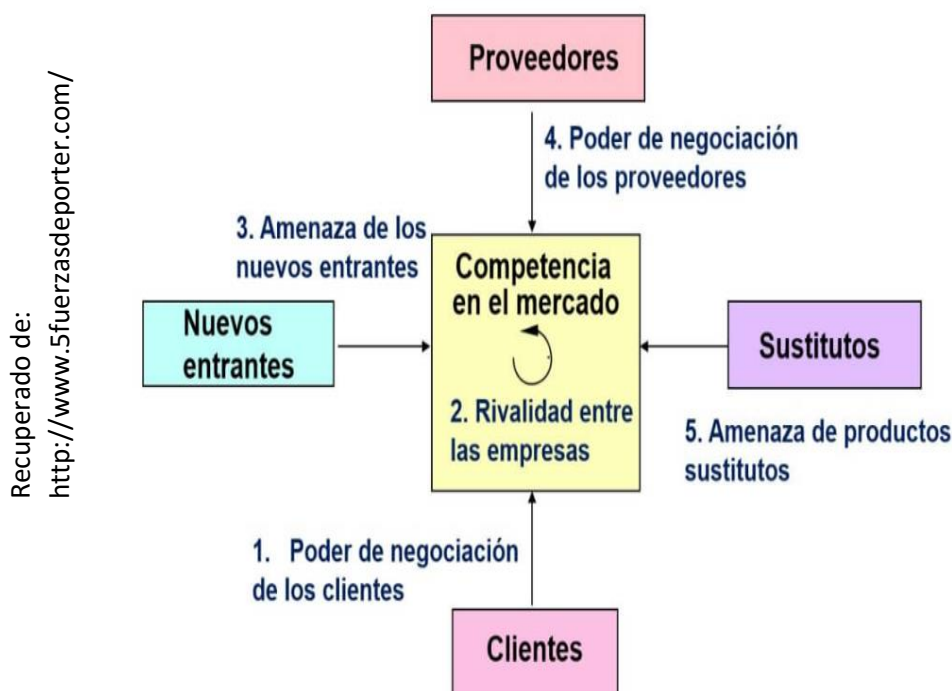 Recuperado de:
http://www.5fuerzasdeporter.com/
Proveedores
4. Poder de negociación
de los proveedores
3. Amenaza de los
nuevos entrantes
Competencia
en el mercado
Nuevos
entrantes
Sustitutos
2. Rivalidad entre
las empresas
5. Amenaza de productos
sustitutos
1. Poder de negociación
de los clientes
Clientes